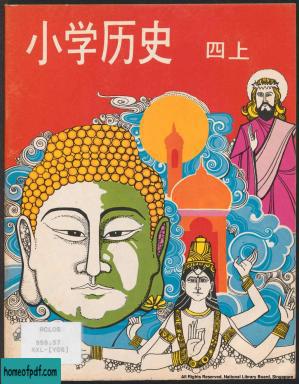 小学历史 四上
RCLOS
959.57
XXL-[YDS]
homeofpdf.com
All Rights Reserved, National Library Board, Singapore